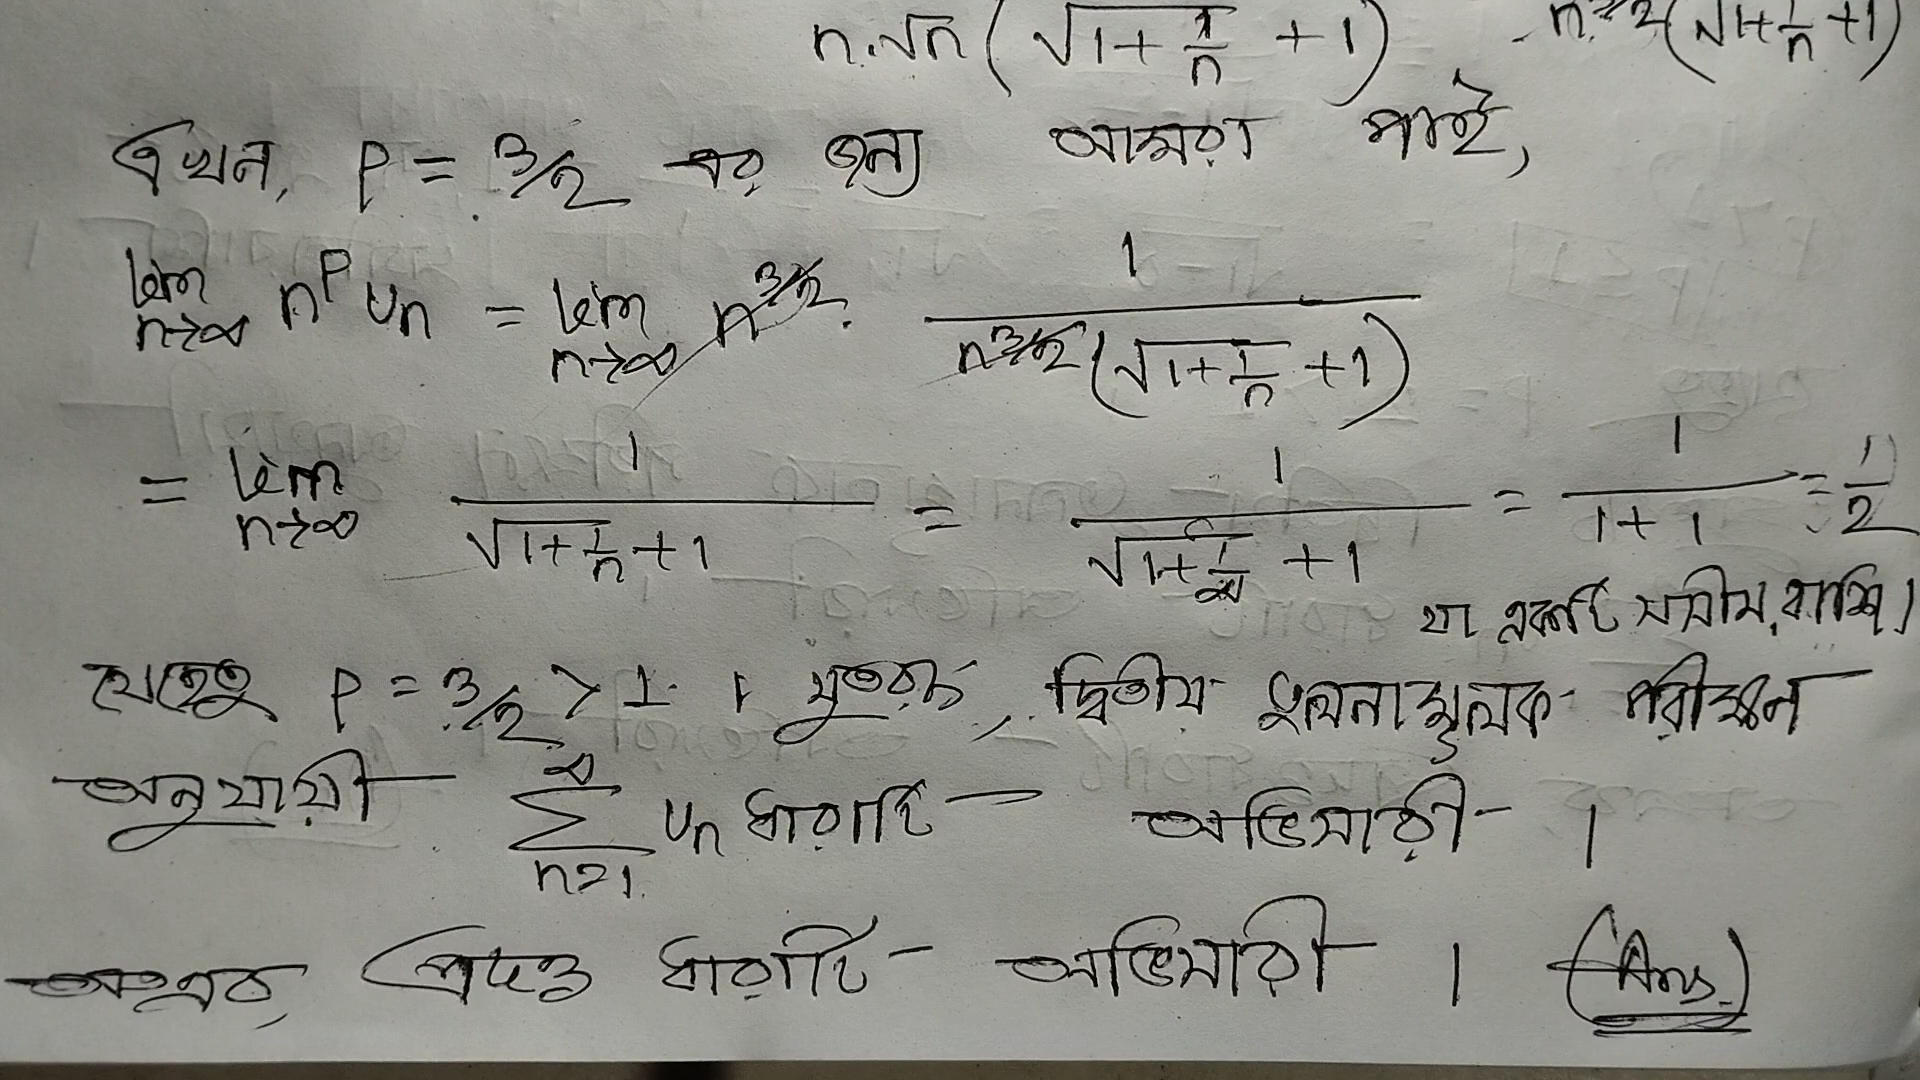 n.√n(√1+1/n +1) n^3/2(√1+1/n +1)
এখন, P = 3/2 এর জন্য আমরা পাই,
lim n→∞ n^P Un = lim n→∞ n^3/2 . 1/(n^3/2(√1+1/n +1))
= lim n→∞ 1/(√1+1/n +1) = 1/(√1+1/∞ +1) = 1/(1+1) = 1/2
যা একটি সসীম রাশি।
যেহেতু P = 3/2 > 1 । সুতরাং, দ্বিতীয় তুলনামূলক পরীক্ষন
অনুযায়ী ∑ n=1 ∞ Un ধারাটি অভিসারী ।
অতএব, প্রদত্ত ধারাটি অভিসারী । (Ans.)